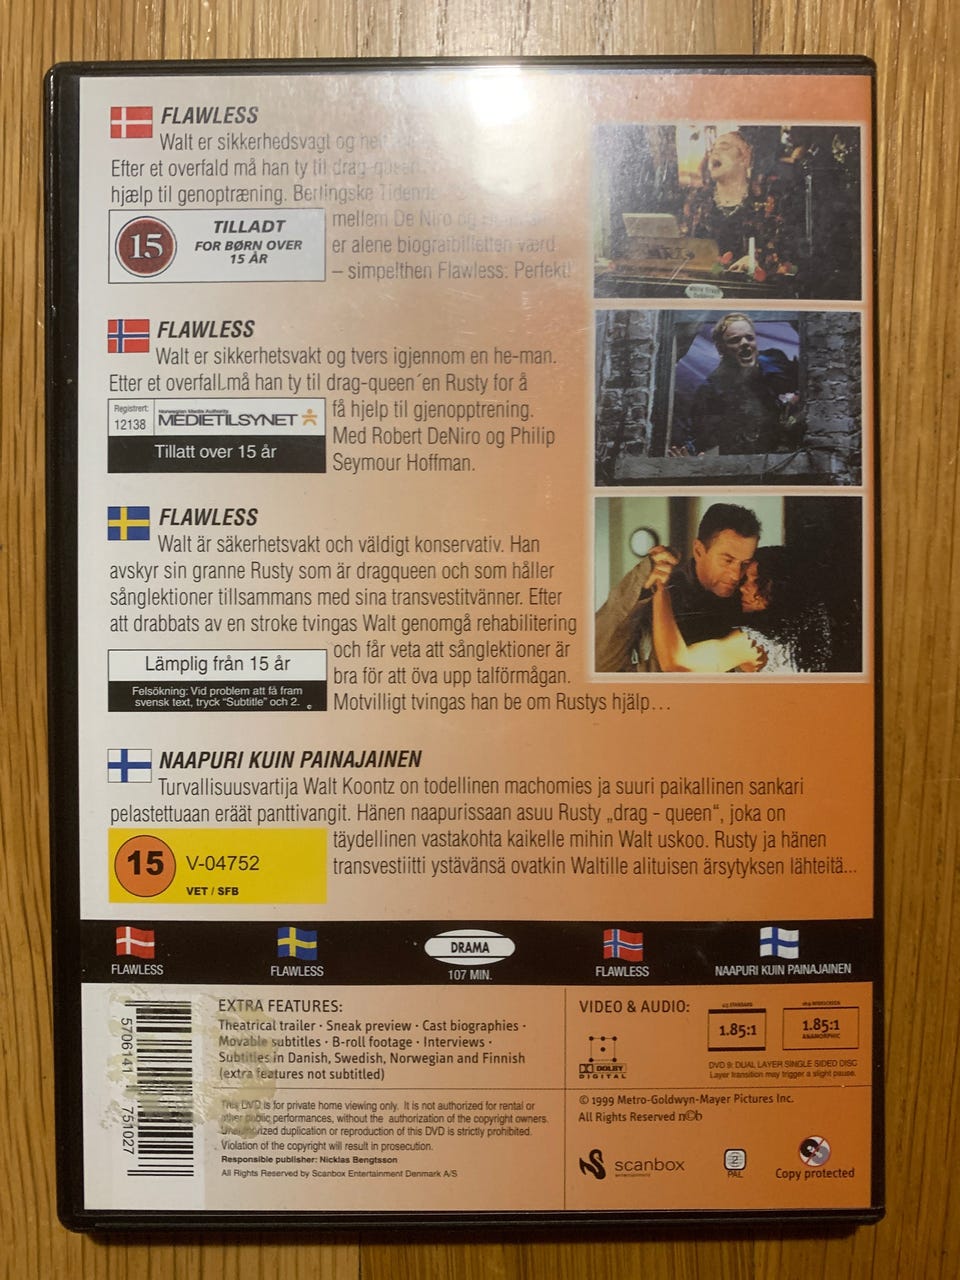 FLAWLESS
Walt er sikkerhedsvagt og helt
Efter et overfald må han ty til drag-queen
hjælp til genoptræning. Berlingske Tidende
mellem De Niro og
er alene biografbilletten værd
– simpelthen Flawless: Perfekt!
15
TILLADT
FOR BØRN OVER
15 ÅR
FLAWLESS
Walt er sikkerhetsvakt og tvers igjennom en he-man.
Etter et overfall må han ty til drag-queen´en Rusty for å
få hjelp til gjenopptrening.
Med Robert DeNiro og Philip
Seymour Hoffman.
Registrert:
12138
Norwegian Media Authority
MEDIETILSYNET
Tillatt over 15 år
FLAWLESS
Walt är säkerhetsvakt och väldigt konservativ. Han
avskyr sin granne Rusty som är dragqueen och som håller
sånglektioner tillsammans med sina transvestitvänner. Efter
att drabbats av en stroke tvingas Walt genomgå rehabilitering
och får veta att sånglektioner är
bra för att öva upp talförmågan.
Motvilligt tvingas han be om Rustys hjälp...
Lämplig från 15 år
Felsökning: Vid problem att få fram
svensk text, tryck “Subtitle” och 2.
NAAPURI KUIN PAINAJAINEN
Turvallisuusvartija Walt Koontz on todellinen machomies ja suuri paikallinen sankari
pelastettuaan eräät panttivangit. Hänen naapurissaan asuu Rusty „drag - queen“, joka on
täydellinen vastakohta kaikelle mihin Walt uskoo. Rusty ja hänen
transvestiitti ystävänsä ovatkin Waltille alituisen ärsytyksen lähteitä...
15
V-04752
VET / SFB
FLAWLESS
FLAWLESS
DRAMA
107 MIN.
FLAWLESS
NAAPURI KUIN PAINAJAINEN
5706141 751027
EXTRA FEATURES:
Theatrical trailer · Sneak preview · Cast biographies ·
Movable subtitles · B-roll footage · Interviews ·
Subtitles in Danish, Swedish, Norwegian and Finnish
(extra features not subtitled)
This DVD is for private home viewing only. It is not authorized for rental or
other public performances, without the authorization of the copyright owners.
Unauthorized duplication or reproduction of this DVD is strictly prohibited.
Violation of the copyright will result in prosecution.
Responsible publisher: Nicklas Bengtsson
All Rights Reserved by Scanbox Entertainment Denmark A/S
VIDEO & AUDIO:
DOLBY
DIGITAL
4:3 STANDARD
1.85:1
16:9 WIDESCREEN
1.85:1
ANAMORPHIC
DVD 9: DUAL LAYER SINGLE SIDED DISC
Layer transition may trigger a slight pause.
© 1999 Metro-Goldwyn-Mayer Pictures Inc.
All Rights Reserved n©b
scanbox
entertainment
2
PAL
Copy protected